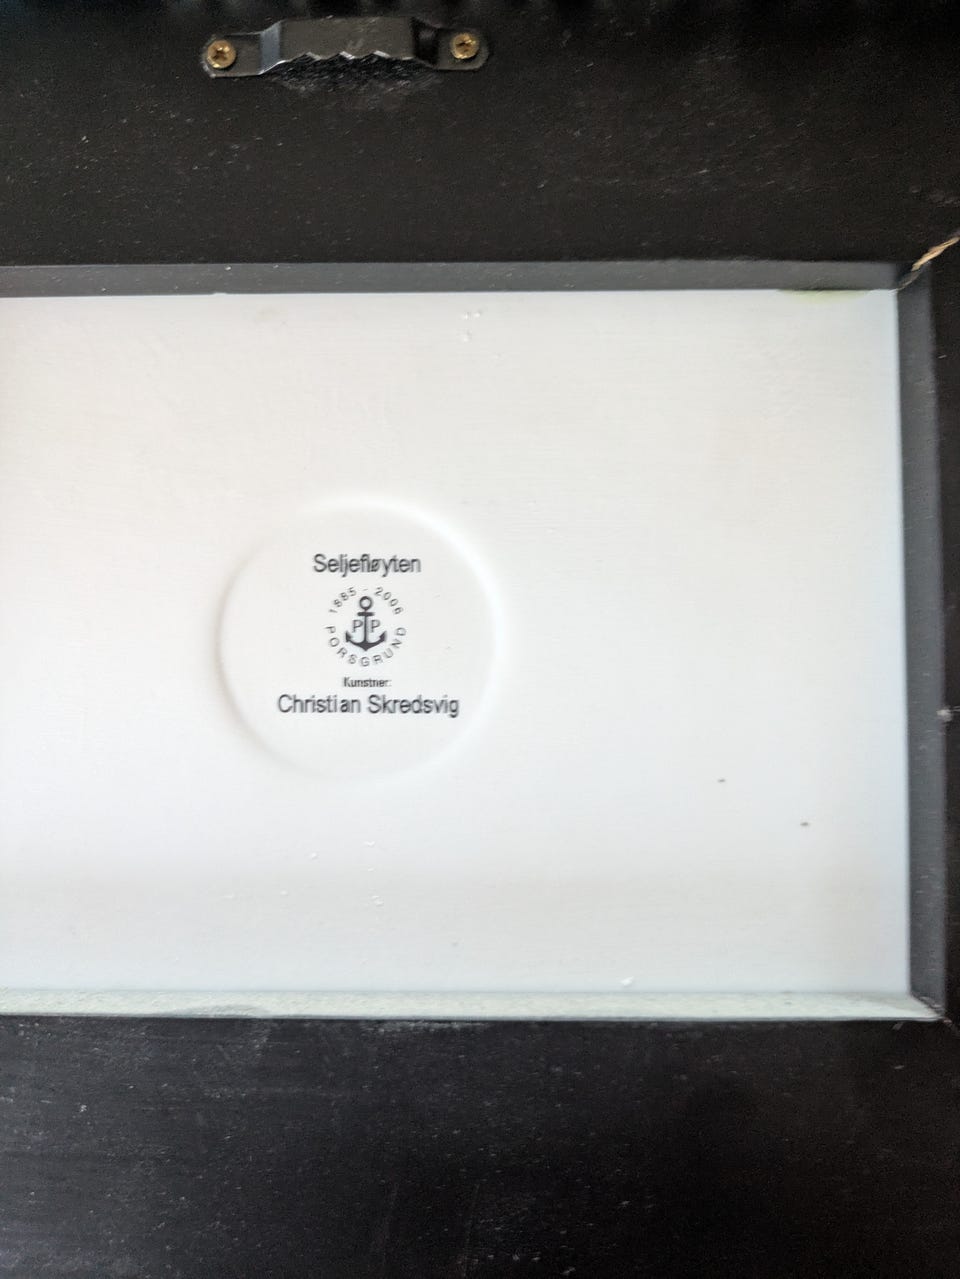 Seljefløyten
1885 - 2006
PP
PORSGRUND
Kunstner:
Christian Skredsvig